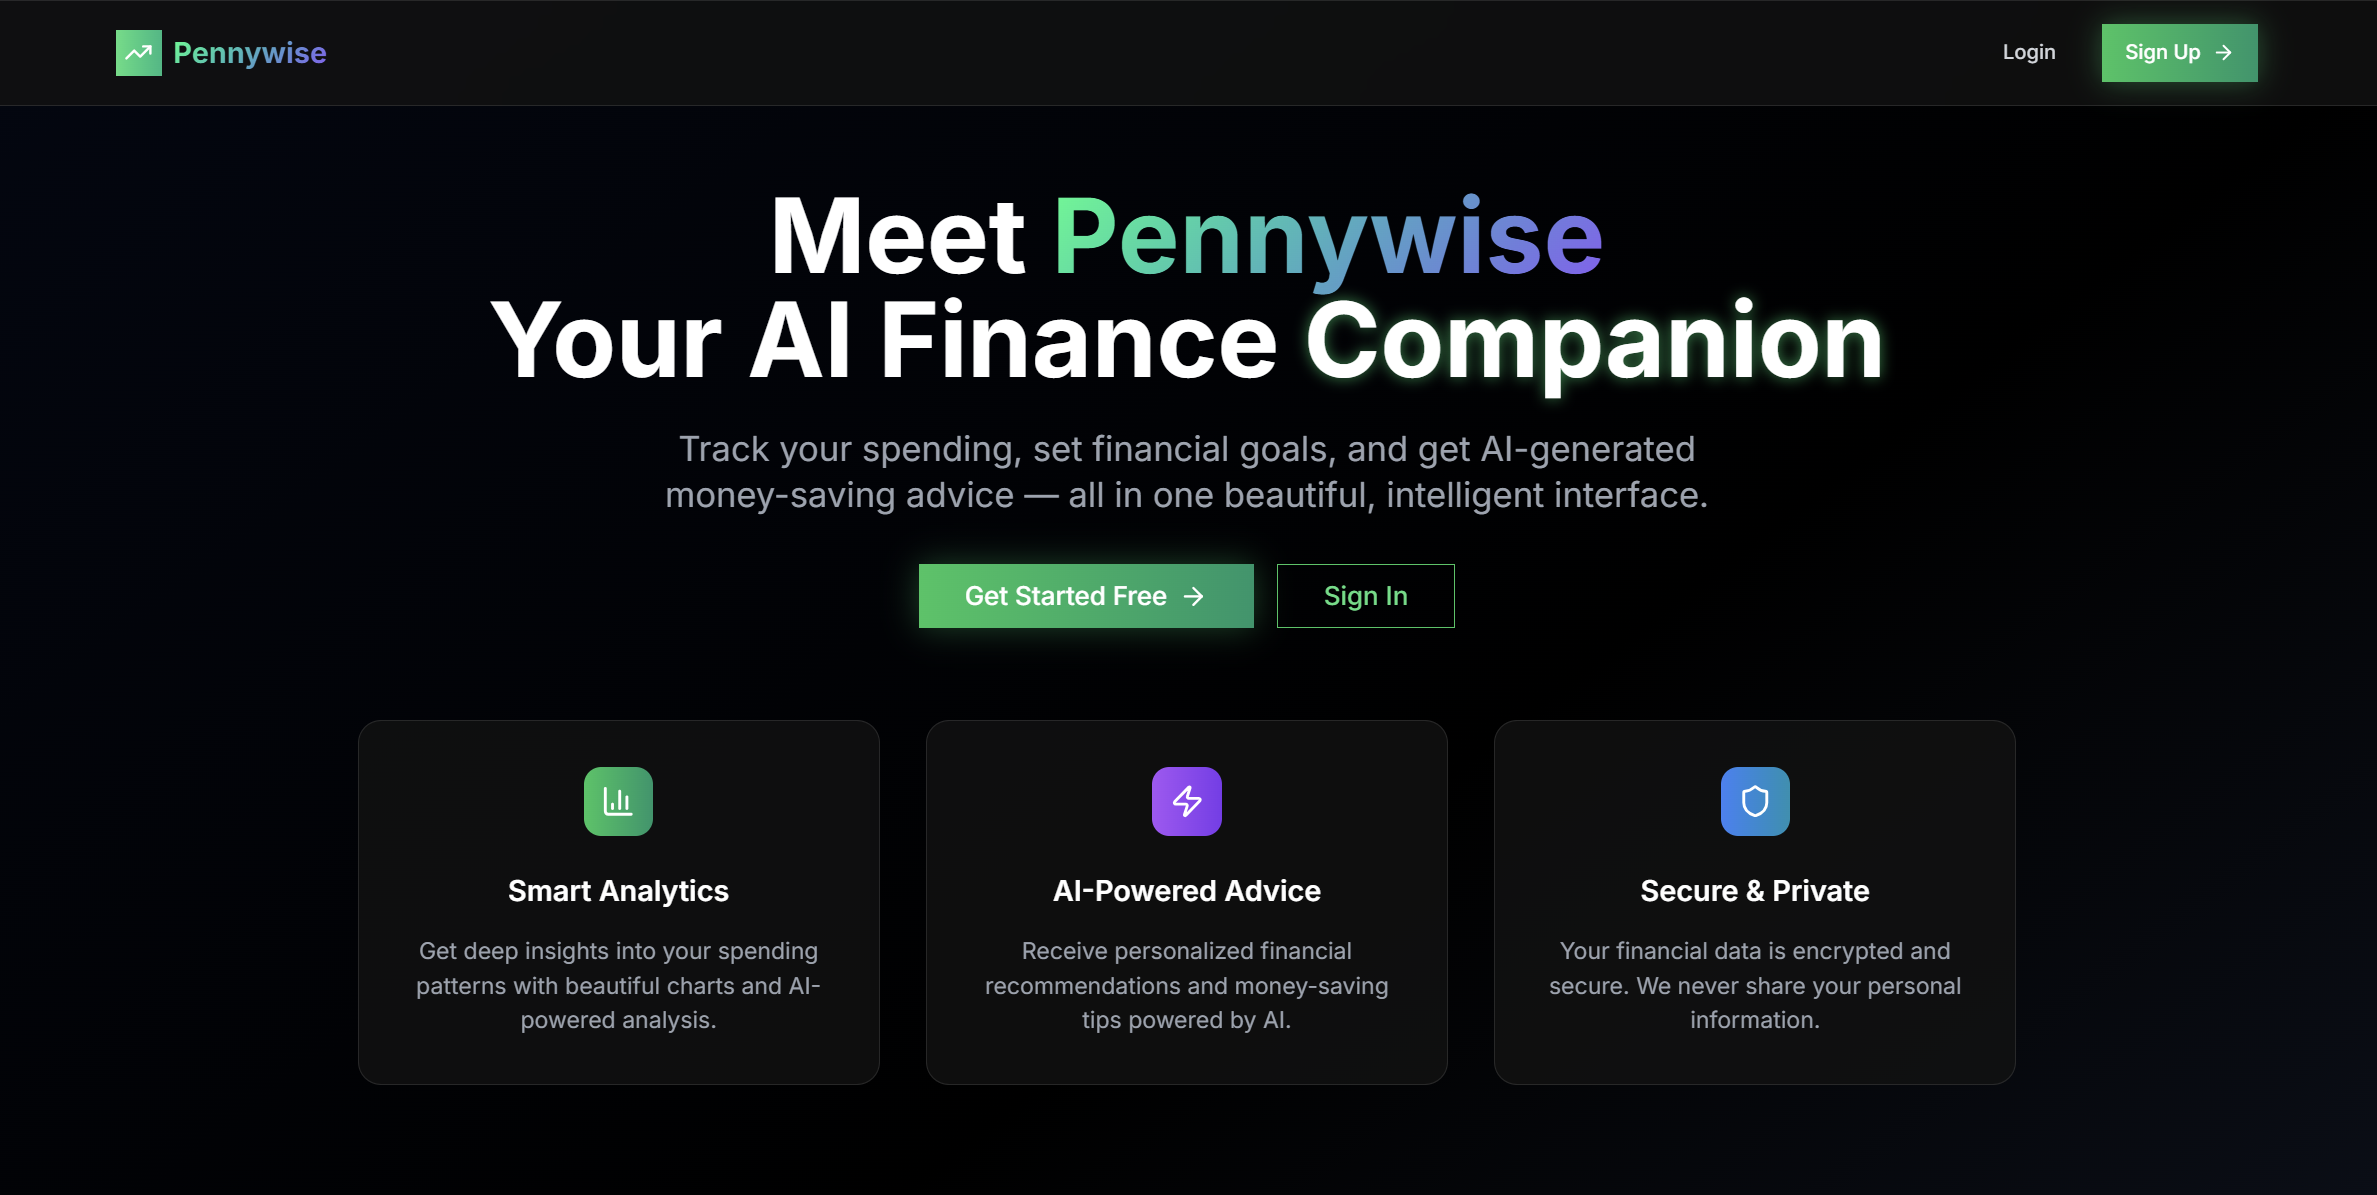 Pennywise
Login
Sign Up
Meet Pennywise
Your AI Finance Companion
Track your spending, set financial goals, and get AI-generated
money-saving advice — all in one beautiful, intelligent interface.
Get Started Free
Sign In
Smart Analytics
Get deep insights into your spending
patterns with beautiful charts and AI-
powered analysis.
AI-Powered Advice
Receive personalized financial
recommendations and money-saving
tips powered by AI.
Secure & Private
Your financial data is encrypted and
secure. We never share your personal
information.